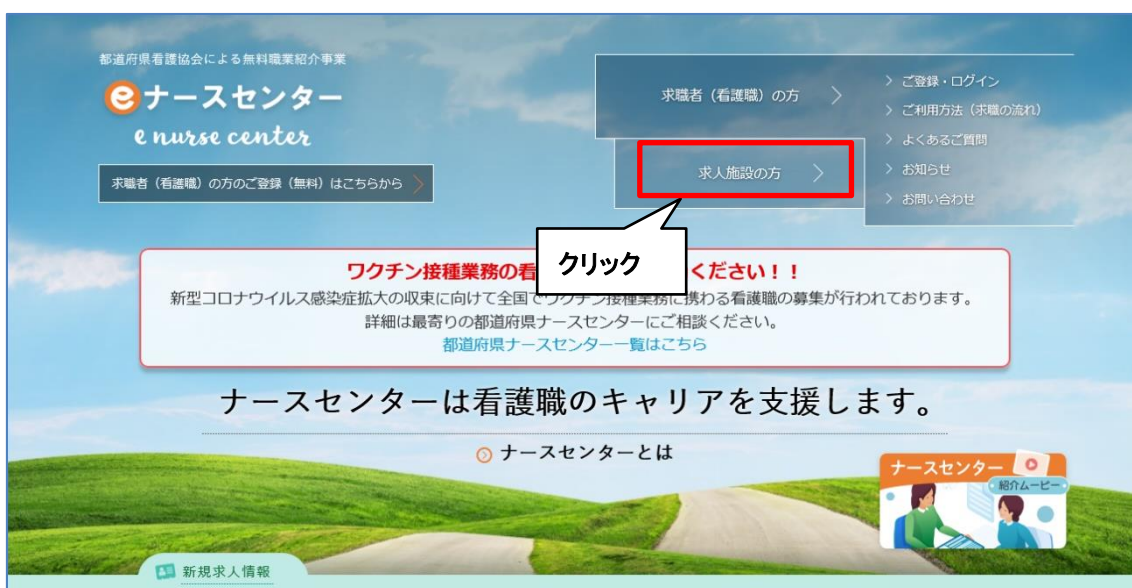 都道府県看護協会による無料職業紹介事業
eナースセンター
e nurse center
求職者（看護職）の方のご登録（無料）はこちらから
求職者（看護職）の方
求人施設の方
ご登録・ログイン
ご利用方法（求職の流れ）
よくあるご質問
お知らせ
お問い合わせ
クリック
ワクチン接種業務の看 ください！！
新型コロナウイルス感染症拡大の収束に向けて全国でワクチン接種業務に携わる看護職の募集が行われております。
詳細は最寄りの都道府県ナースセンターにご相談ください。
都道府県ナースセンター一覧はこちら
ナースセンターは看護職のキャリアを支援します。
ナースセンターとは
ナースセンター
紹介ムービー
新規求人情報